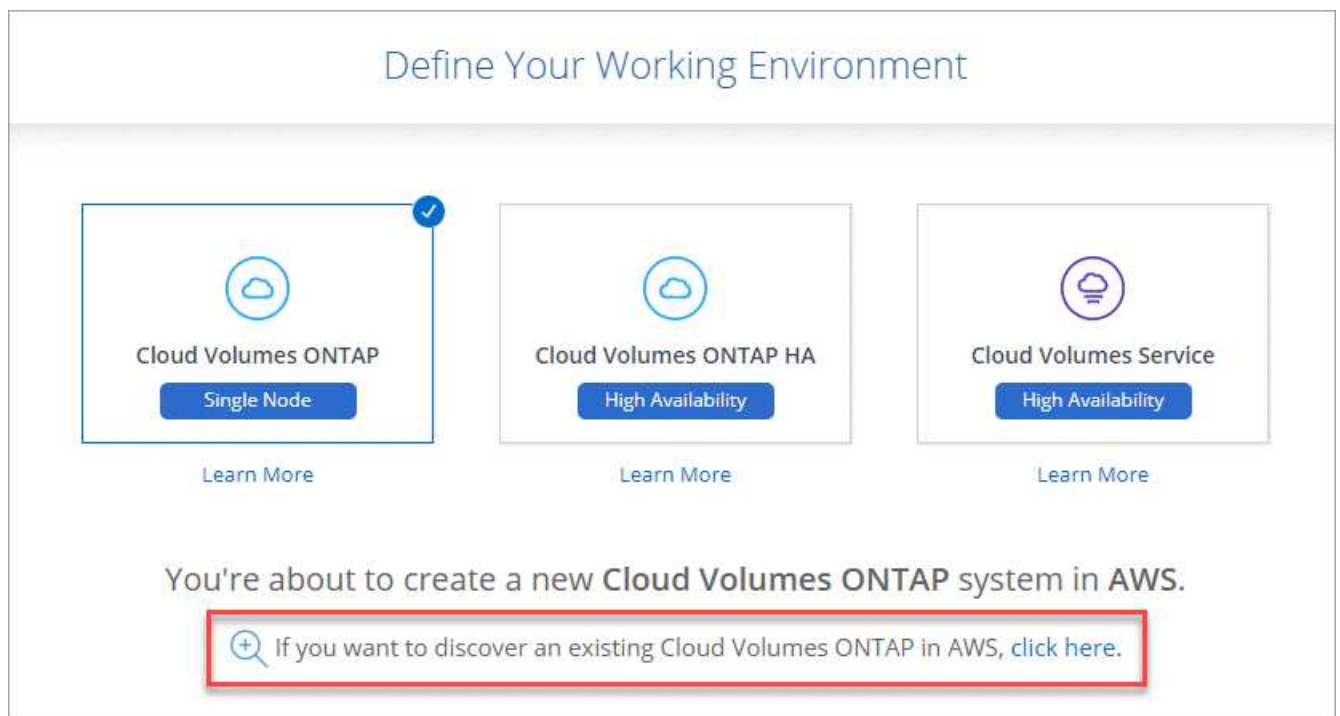 Define Your Working Environment
Cloud Volumes ONTAP
Single Node
Learn More
Cloud Volumes ONTAP HA
High Availability
Learn More
Cloud Volumes Service
High Availability
Learn More
You're about to create a new Cloud Volumes ONTAP system in AWS.
If you want to discover an existing Cloud Volumes ONTAP in AWS, click here.